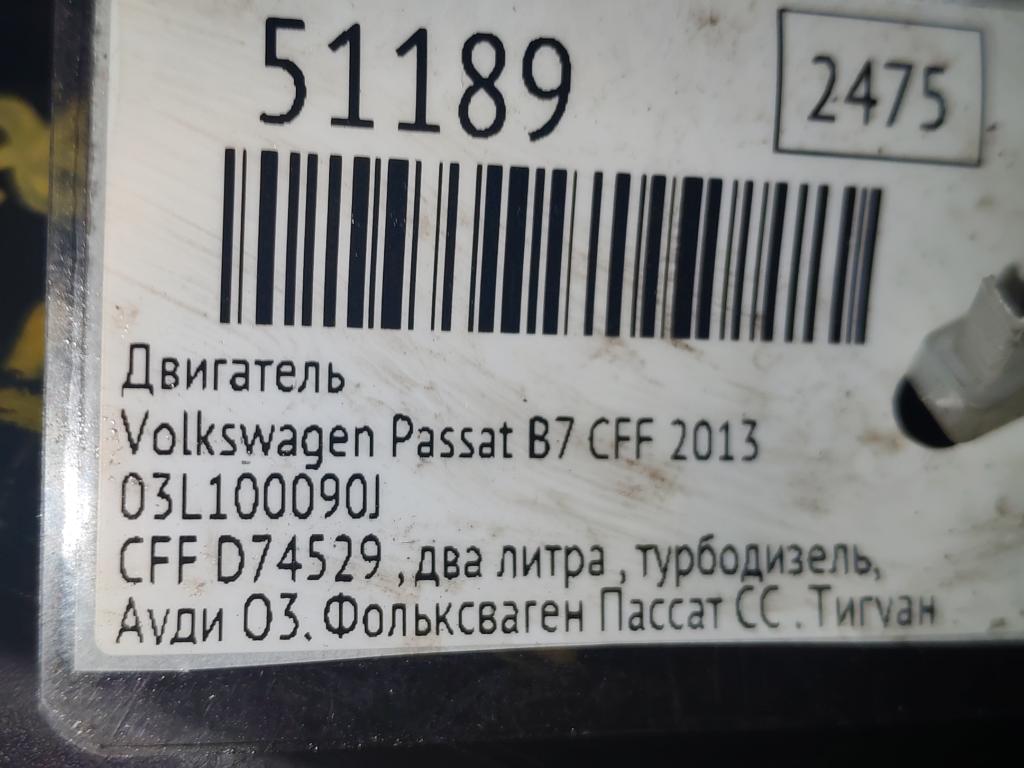 51189
2475
Двигатель
Volkswagen Passat B7 CFF 2013
03L100090J
CFF D74529 , два литра , турбодизель,
Ауди Q3. Фольксваген Пассат СС . Тигуан